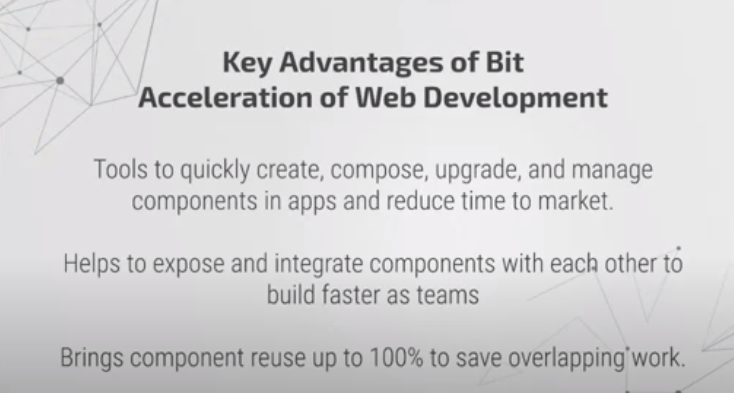 Key Advantages of Bit
Acceleration of Web Development
Tools to quickly create, compose, upgrade, and manage
components in apps and reduce time to market.
Helps to expose and integrate components with each other to
build faster as teams
Brings component reuse up to 100% to save overlapping work.